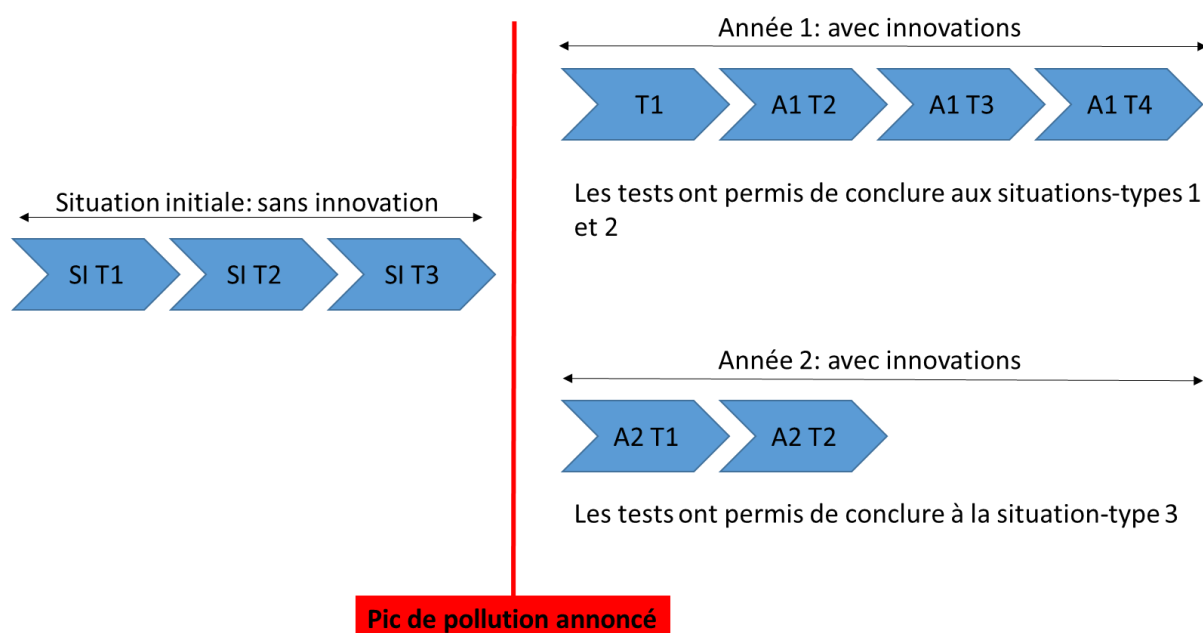 Année 1: avec innovations
T1
A1 T2
A1 T3
A1 T4
Les tests ont permis de conclure aux situations-types 1
et 2
Situation initiale: sans innovation
SI T1
SI T2
SI T3
Année 2: avec innovations
A2 T1
A2 T2
Les tests ont permis de conclure à la situation-type 3
Pic de pollution annoncé